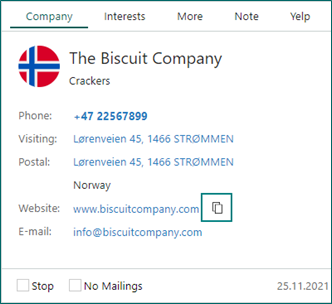 Company Interests More Note Yelp
The Biscuit Company
Crackers
Phone: +47 22567899
Visiting: Lørenveien 45, 1466 STRØMMEN
Postal: Lørenveien 45, 1466 STRØMMEN
Norway
Website: www.biscuitcompany.com
E-mail: info@biscuitcompany.com
Stop No Mailings 25.11.2021